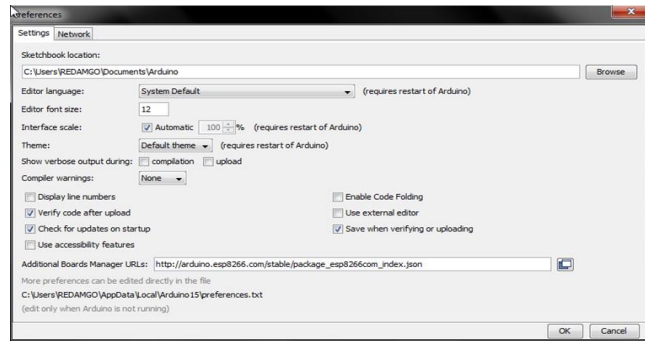 Preferences
Settings Network
Sketchbook location:
C:\Users\REDAMGO\Documents\Arduino Browse
Editor language: System Default (requires restart of Arduino)
Editor font size: 12
Interface scale: Automatic 100 % (requires restart of Arduino)
Theme: Default theme (requires restart of Arduino)
Show verbose output during: compilation upload
Compiler warnings: None
Display line numbers Enable Code Folding
Verify code after upload Use external editor
Check for updates on startup Save when verifying or uploading
Use accessibility features
Additional Boards Manager URLs: http://arduino.esp8266.com/stable/package_esp8266com_index.json
More preferences can be edited directly in the file
C:\Users\REDAMGO\AppData\Local\Arduino15\preferences.txt
(edit only when Arduino is not running)
OK Cancel